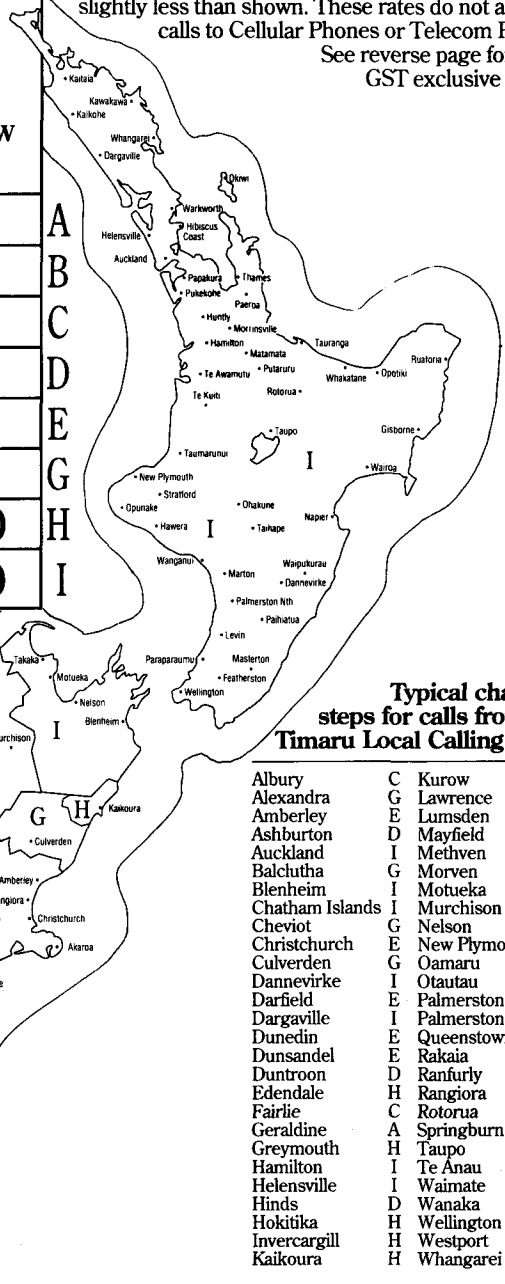 slightly less than shown. These rates do not a
calls to Cellular Phones or Telecom
See reverse page fo
GST exclusive
w
A
B
C
D
E
G
H
I
Kaitaia
Kawakawa
Kaikohe
Whangarei
Dargaville
Okiwi
Warkworth
Hibiscus
Coast
Helensville
Auckland
Papakura
Thames
Pukekohe
Paeroa
Huntly
Morrinsville
Hamilton
Tauranga
Matamata
Ruatoria
Te Awamutu
Putaruru
Whakatane
Opotiki
Te Kuiti
Rotorua
Taupo
Gisborne
Taumarunui
I
Wairoa
New Plymouth
Stratford
Opunake
Ohakune
Napier
Hawera
I
Taihape
Wanganui
Waipukurau
Marton
Dannevirke
Palmerston Nth
Paihiatua
Levin
Takaka
Paraparaumu
Masterton
Motueka
Featherston
Nelson
Wellington
I
Blenheim
urchison
G
H
Kaikoura
Culverden
Amberley
ngiora
Christchurch
Akaroa
Typical cha
steps for calls fro
Timaru Local Calling
Albury C Kurow
Alexandra G Lawrence
Amberley E Lumsden
Ashburton D Mayfield
Auckland I Methven
Balclutha G Morven
Blenheim I Motueka
Chatham Islands I Murchison
Cheviot G Nelson
Christchurch E New Plymo
Culverden G Oamaru
Dannevirke I Otautau
Darfield E Palmerston
Dargaville I Palmerston
Dunedin E Queenstow
Dunsandel E Rakaia
Duntroon D Ranfurly
Edendale H Rangiora
Fairlie C Rotorua
Geraldine A Springburn
Greymouth H Taupo
Hamilton I Te Anau
Helensville I Waimate
Hinds D Wanaka
Hokitika H Wellington
Invercargill H Westport
Kaikoura H Whangarei